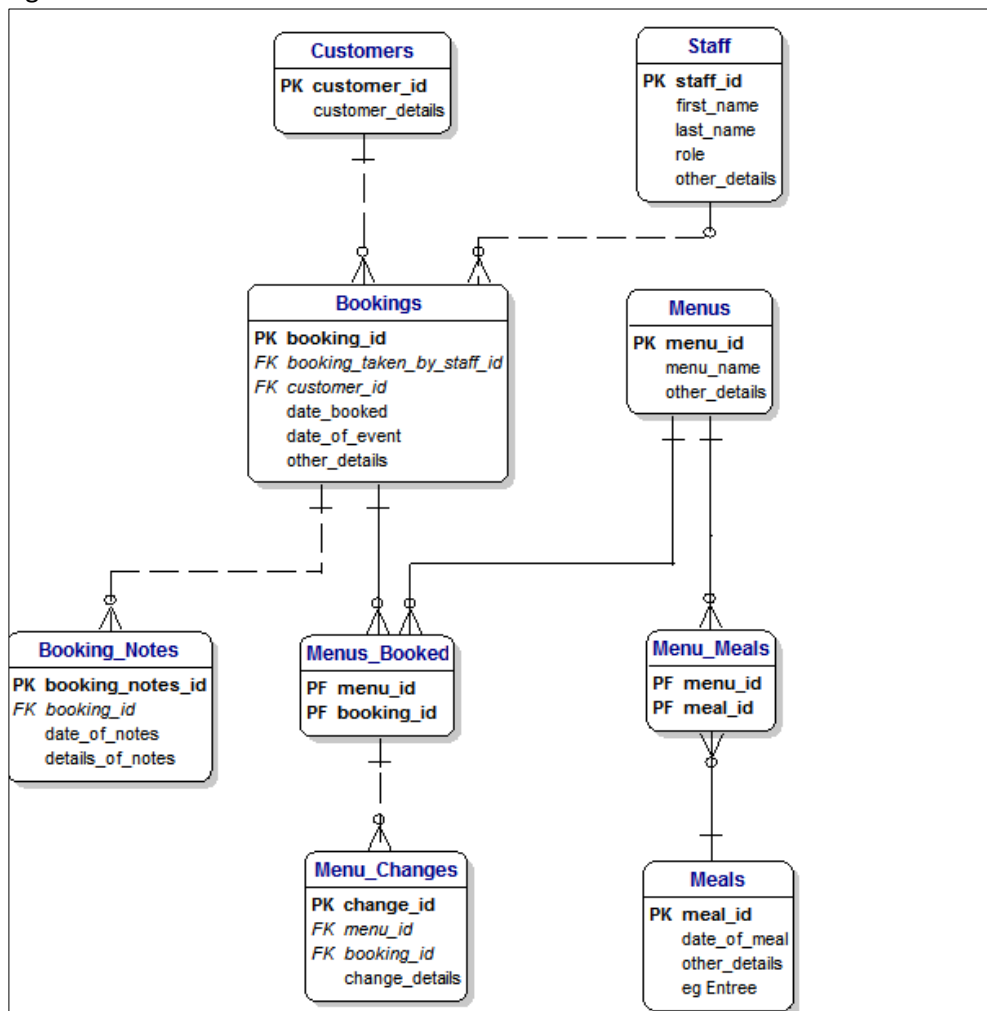 Customers
PK customer_id
customer_details
Staff
PK staff_id
first_name
last_name
role
other_details
Bookings
PK booking_id
FK booking_taken_by_staff_id
FK customer_id
date_booked
date_of_event
other_details
Menus
PK menu_id
menu_name
other_details
Booking_Notes
PK booking_notes_id
FK booking_id
date_of_notes
details_of_notes
Menus_Booked
PF menu_id
PF booking_id
Menu_Meals
PF menu_id
PF meal_id
Menu_Changes
PK change_id
FK menu_id
FK booking_id
change_details
Meals
PK meal_id
date_of_meal
other_details
eg Entree